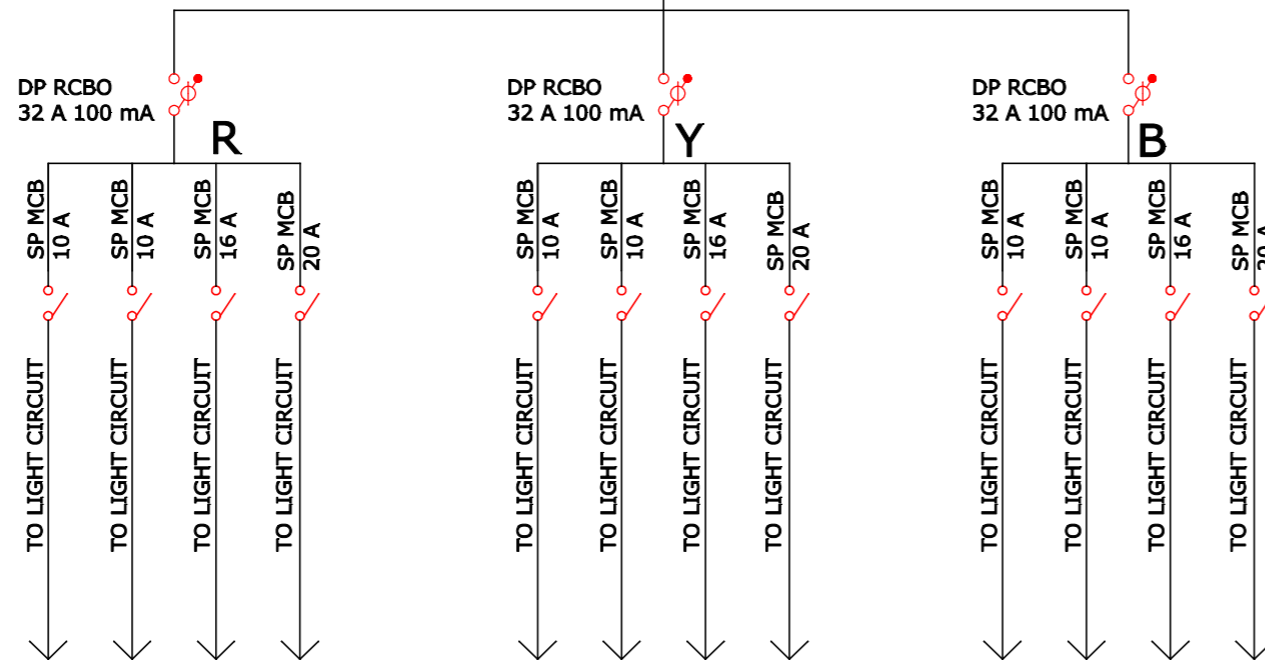 DP RCBO
32 A 100 mA
R
DP RCBO
32 A 100 mA
Y
DP RCBO
32 A 100 mA
B
SP MCB
10 A
SP MCB
10 A
SP MCB
16 A
SP MCB
20 A
SP MCB
10 A
SP MCB
10 A
SP MCB
16 A
SP MCB
20 A
SP MCB
10 A
SP MCB
10 A
SP MCB
16 A
SP MCB
20 A
TO LIGHT CIRCUIT
TO LIGHT CIRCUIT
TO LIGHT CIRCUIT
TO LIGHT CIRCUIT
TO LIGHT CIRCUIT
TO LIGHT CIRCUIT
TO LIGHT CIRCUIT
TO LIGHT CIRCUIT
TO LIGHT CIRCUIT
TO LIGHT CIRCUIT
TO LIGHT CIRCUIT
TO LIGHT CIRCUIT